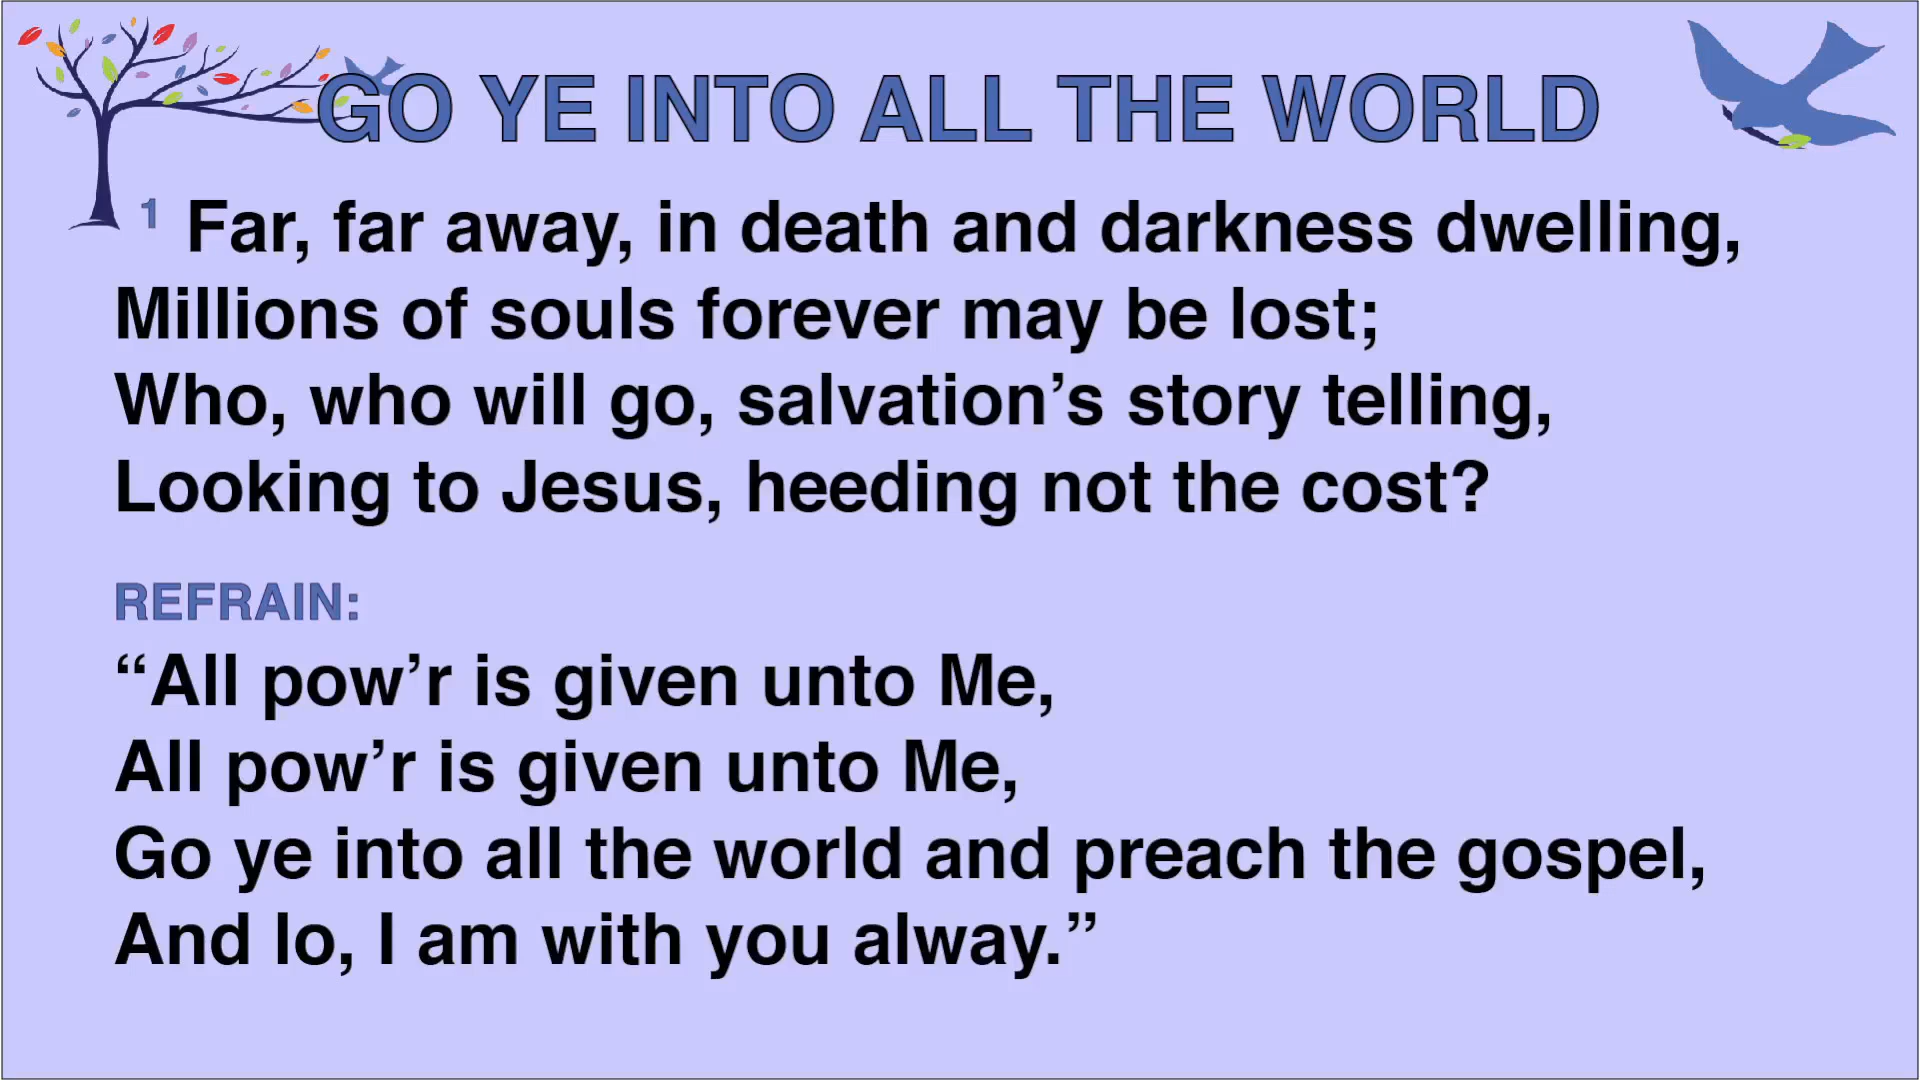 GO YE INTO ALL THE WORLD
1 Far, far away, in death and darkness dwelling,
Millions of souls forever may be lost;
Who, who will go, salvation’s story telling,
Looking to Jesus, heeding not the cost?
REFRAIN:
“All pow’r is given unto Me,
All pow’r is given unto Me,
Go ye into all the world and preach the gospel,
And lo, I am with you alway.”